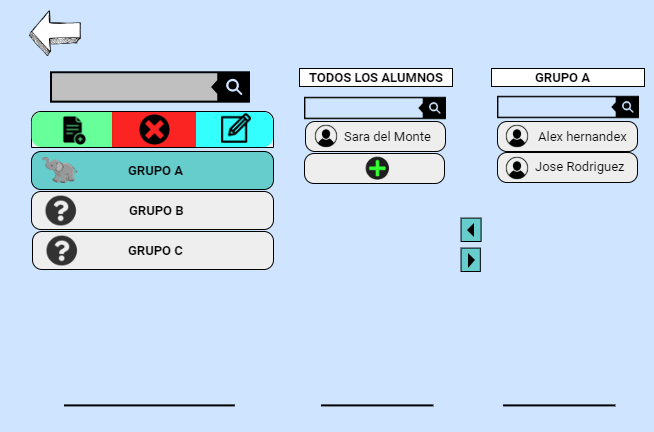 TODOS LOS ALUMNOS
GRUPO A
Sara del Monte
Alex hernandex
Jose Rodriguez
GRUPO A
GRUPO B
GRUPO C